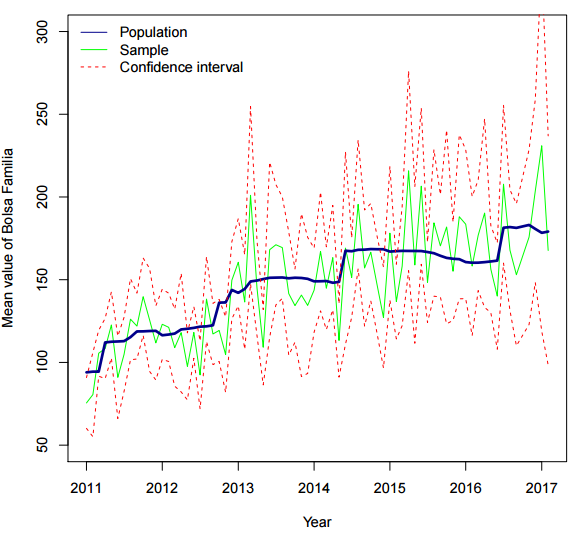 Population
Sample
Confidence interval
Mean value of Bolsa Familia
300
250
200
150
100
50
2011 2012 2013 2014 2015 2016 2017
Year